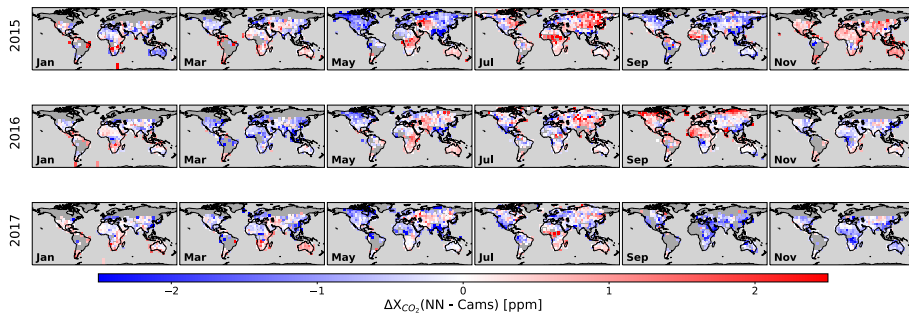 2015
Jan Mar May Jul Sep Nov
2016
Jan Mar May Jul Sep Nov
2017
Jan Mar May Jul Sep Nov
−2 −1 0 1 2
ΔX_CO₂(NN - Cams) [ppm]